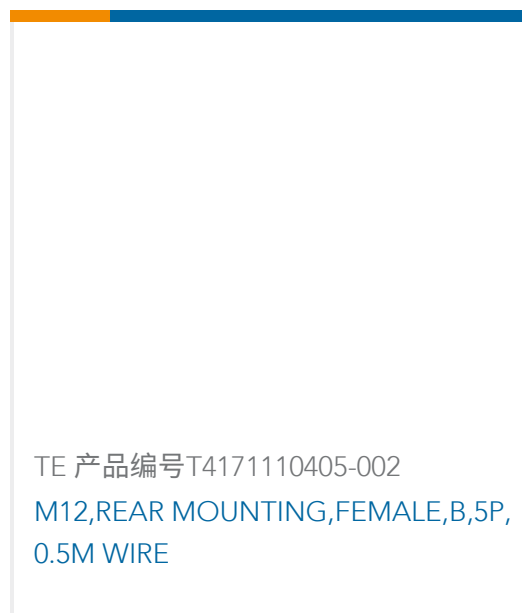 TE 产品编号T4171110405-002
M12,REAR MOUNTING,FEMALE,B,5P,
0.5M WIRE